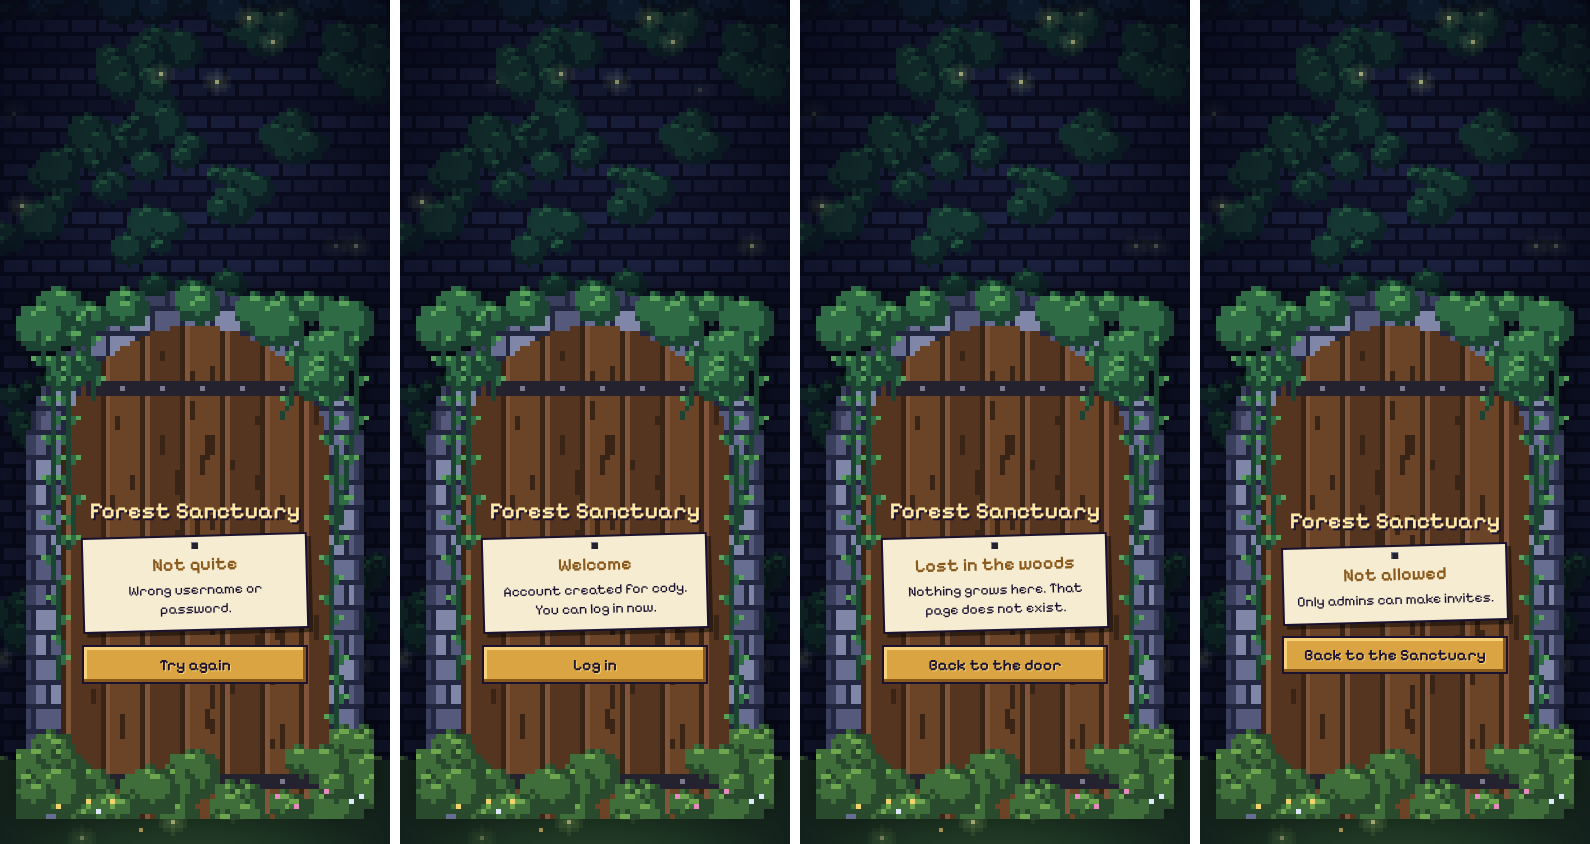 Forest Sanctuary
Not quite
Wrong username or
password.
Try again
Forest Sanctuary
Welcome
Account created for cody.
You can log in now.
Log in
Forest Sanctuary
Lost in the woods
Nothing grows here. That
page does not exist.
Back to the door
Forest Sanctuary
Not allowed
Only admins can make invites.
Back to the Sanctuary